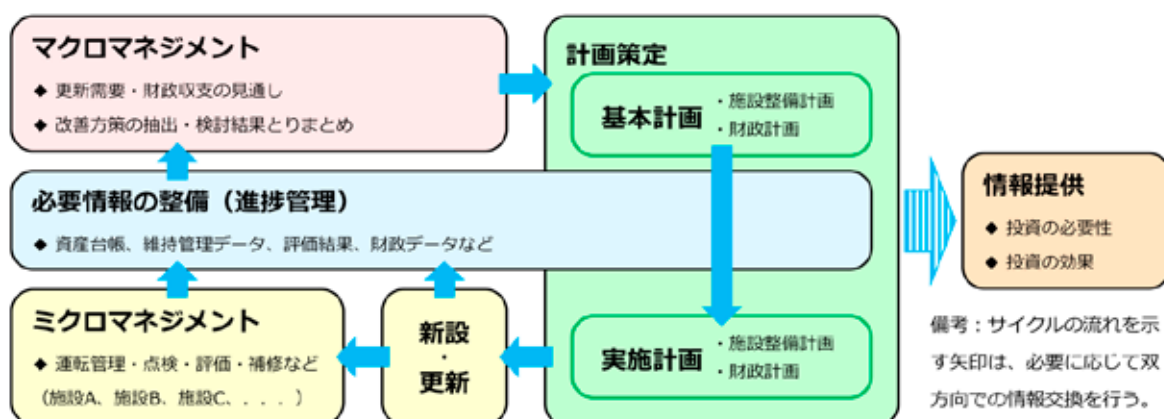 マクロマネジメント
◆ 更新需要・財政収支の見通し
◆ 改善方策の抽出・検討結果とりまとめ
計画策定
基本計画
・施設整備計画
・財政計画
必要情報の整備（進捗管理）
◆ 資産台帳、維持管理データ、評価結果、財政データなど
情報提供
◆ 投資の必要性
◆ 投資の効果
ミクロマネジメント
◆ 運転管理・点検・評価・補修など
（施設A、施設B、施設C、．．．．）
新設
・
更新
実施計画
・施設整備計画
・財政計画
備考：サイクルの流れを示
す矢印は、必要に応じて双
方向での情報交換を行う。